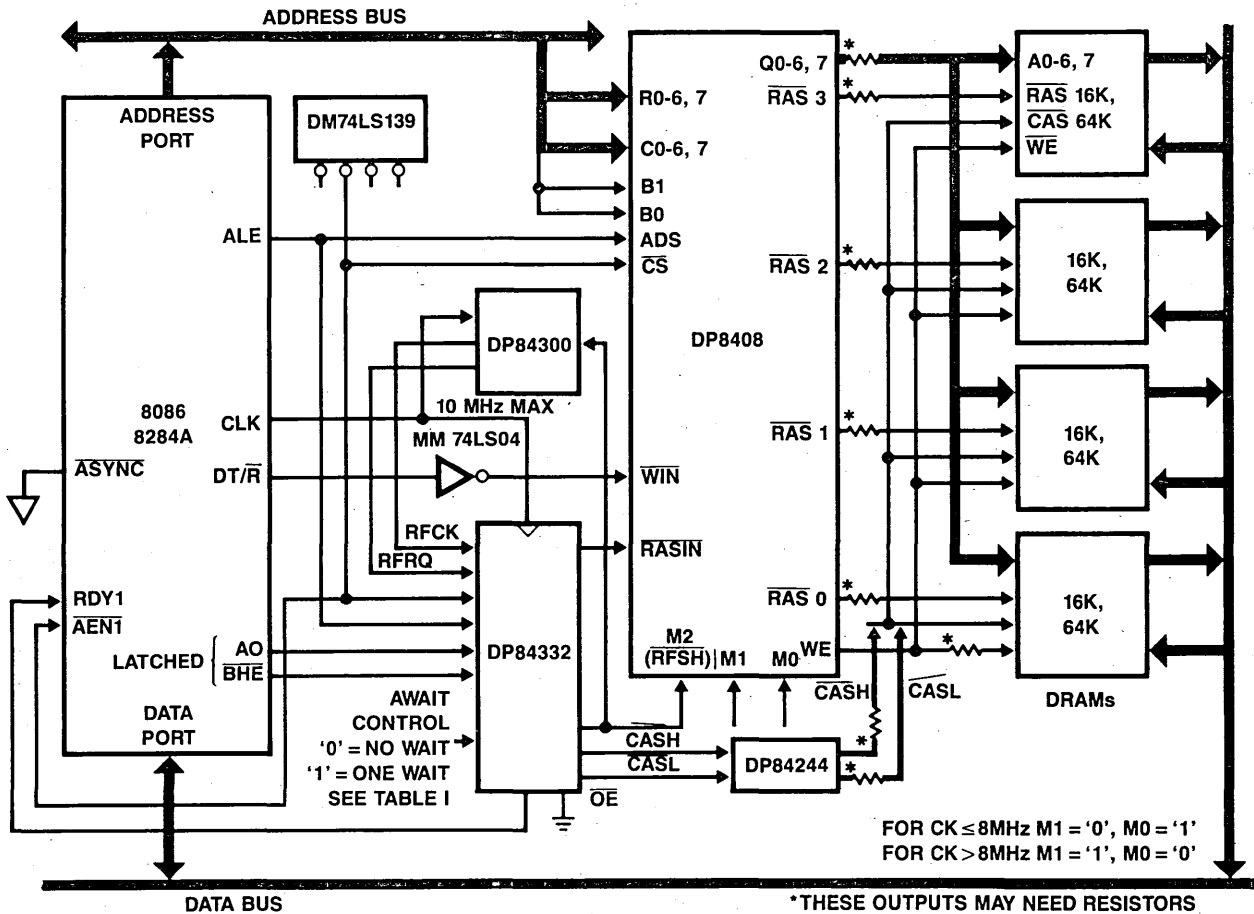 ADDRESS BUS
ADDRESS
PORT
DM74LS139
ALE
8086
8284A
CLK
ASYNC
DT/R
RDY1
AEN1
LATCHED
AO
BHE
DATA
PORT
DP84300
10 MHz MAX
MM 74LS04
RFCK
RFRQ
DP84332
AWAIT
CONTROL
'0' = NO WAIT
'1' = ONE WAIT
SEE TABLE I
OE
CASH
CASL
DP84244
R0-6, 7
C0-6, 7
B1
B0
ADS
CS
DP8408
WIN
RASIN
M2
(RFSH)
M1
M0
Q0-6, 7
RAS 3
RAS 2
RAS 1
RAS 0
WE
*
*
*
*
*
*
*
*
CASH
CASL
A0-6, 7
RAS 16K,
CAS 64K
WE
16K,
64K
16K,
64K
16K,
64K
DRAMs
FOR CK ≤ 8MHz M1 = '0', M0 = '1'
FOR CK > 8MHz M1 = '1', M0 = '0'
DATA BUS
*THESE OUTPUTS MAY NEED RESISTORS